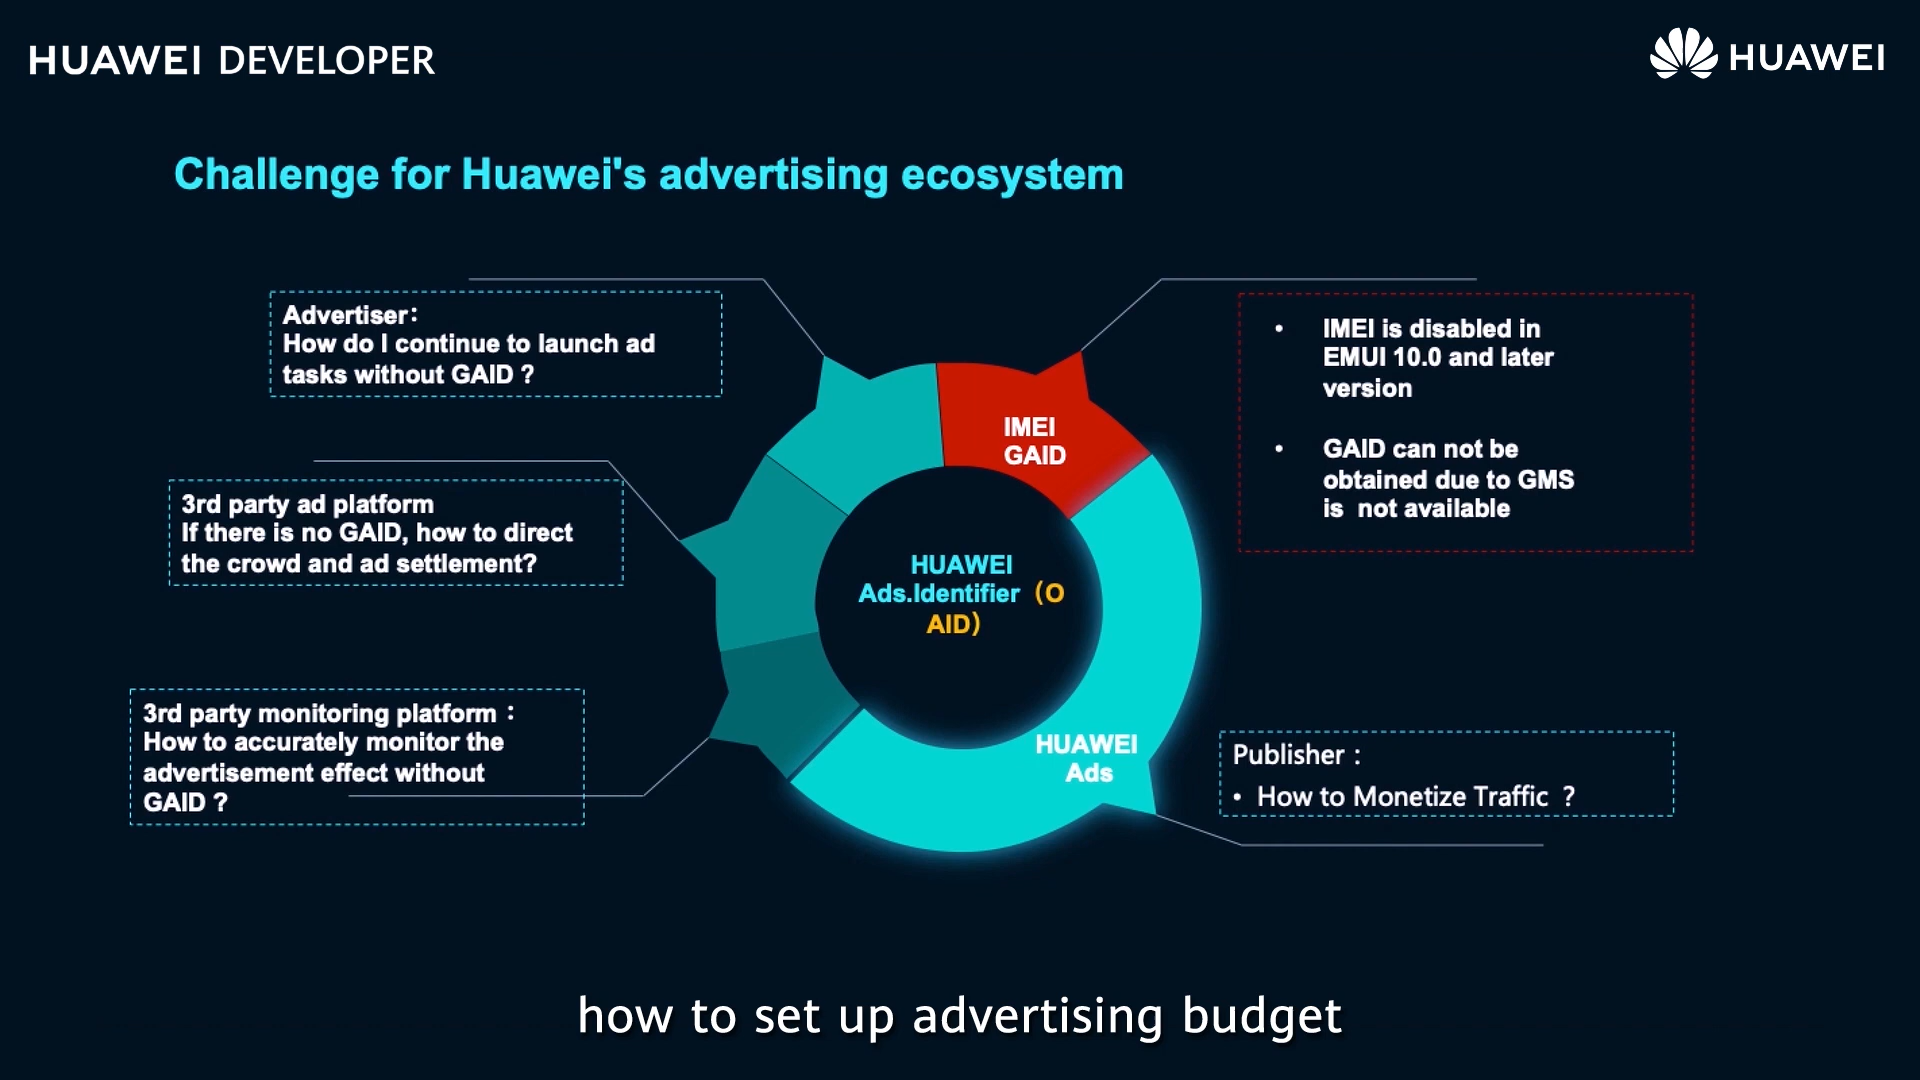 HUAWEI DEVELOPER
HUAWEI
Challenge for Huawei's advertising ecosystem
Advertiser：
How do I continue to launch ad
tasks without GAID ?
3rd party ad platform
If there is no GAID, how to direct
the crowd and ad settlement?
3rd party monitoring platform：
How to accurately monitor the
advertisement effect without
GAID ?
IMEI
GAID
HUAWEI
Ads.Identifier（O
AID）
HUAWEI
Ads
• IMEI is disabled in
EMUI 10.0 and later
version
• GAID can not be
obtained due to GMS
is  not available
Publisher：
• How to Monetize Traffic ？
how to set up advertising budget